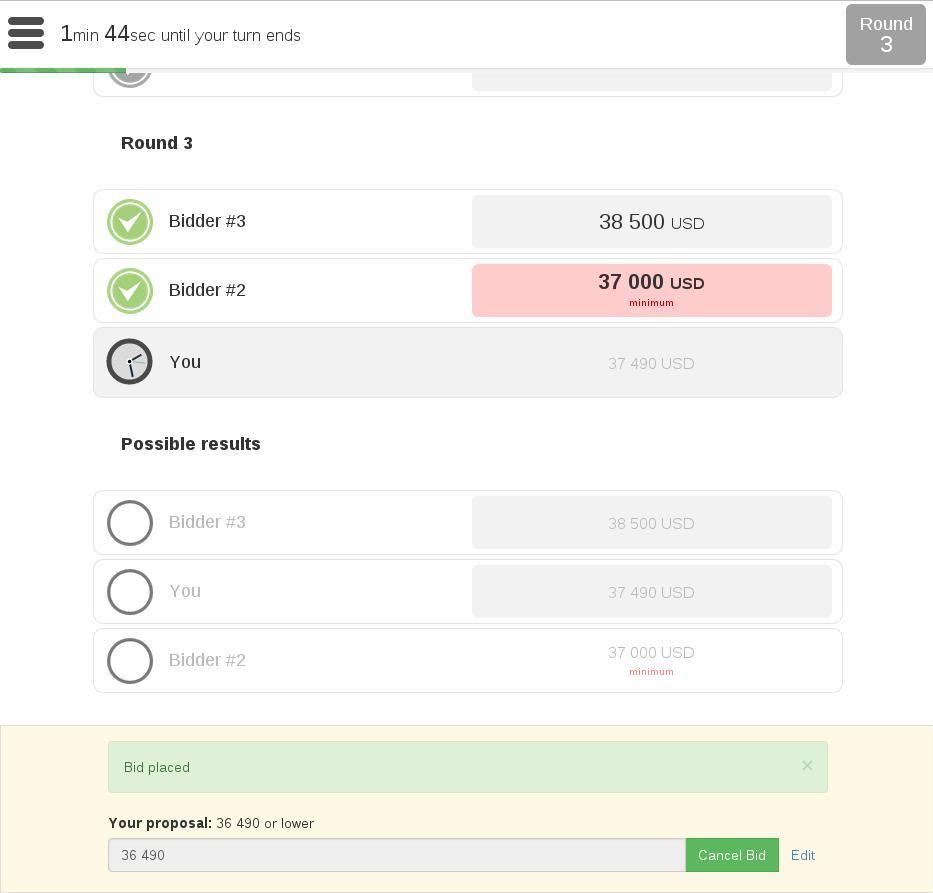 1min 44sec until your turn ends
Round
3
Round 3
Bidder #3
38 500 USD
Bidder #2
37 000 USD
minimum
You
37 490 USD
Possible results
Bidder #3
38 500 USD
You
37 490 USD
Bidder #2
37 000 USD
minimum
Bid placed
×
Your proposal: 36 490 or lower
36 490
Cancel Bid
Edit